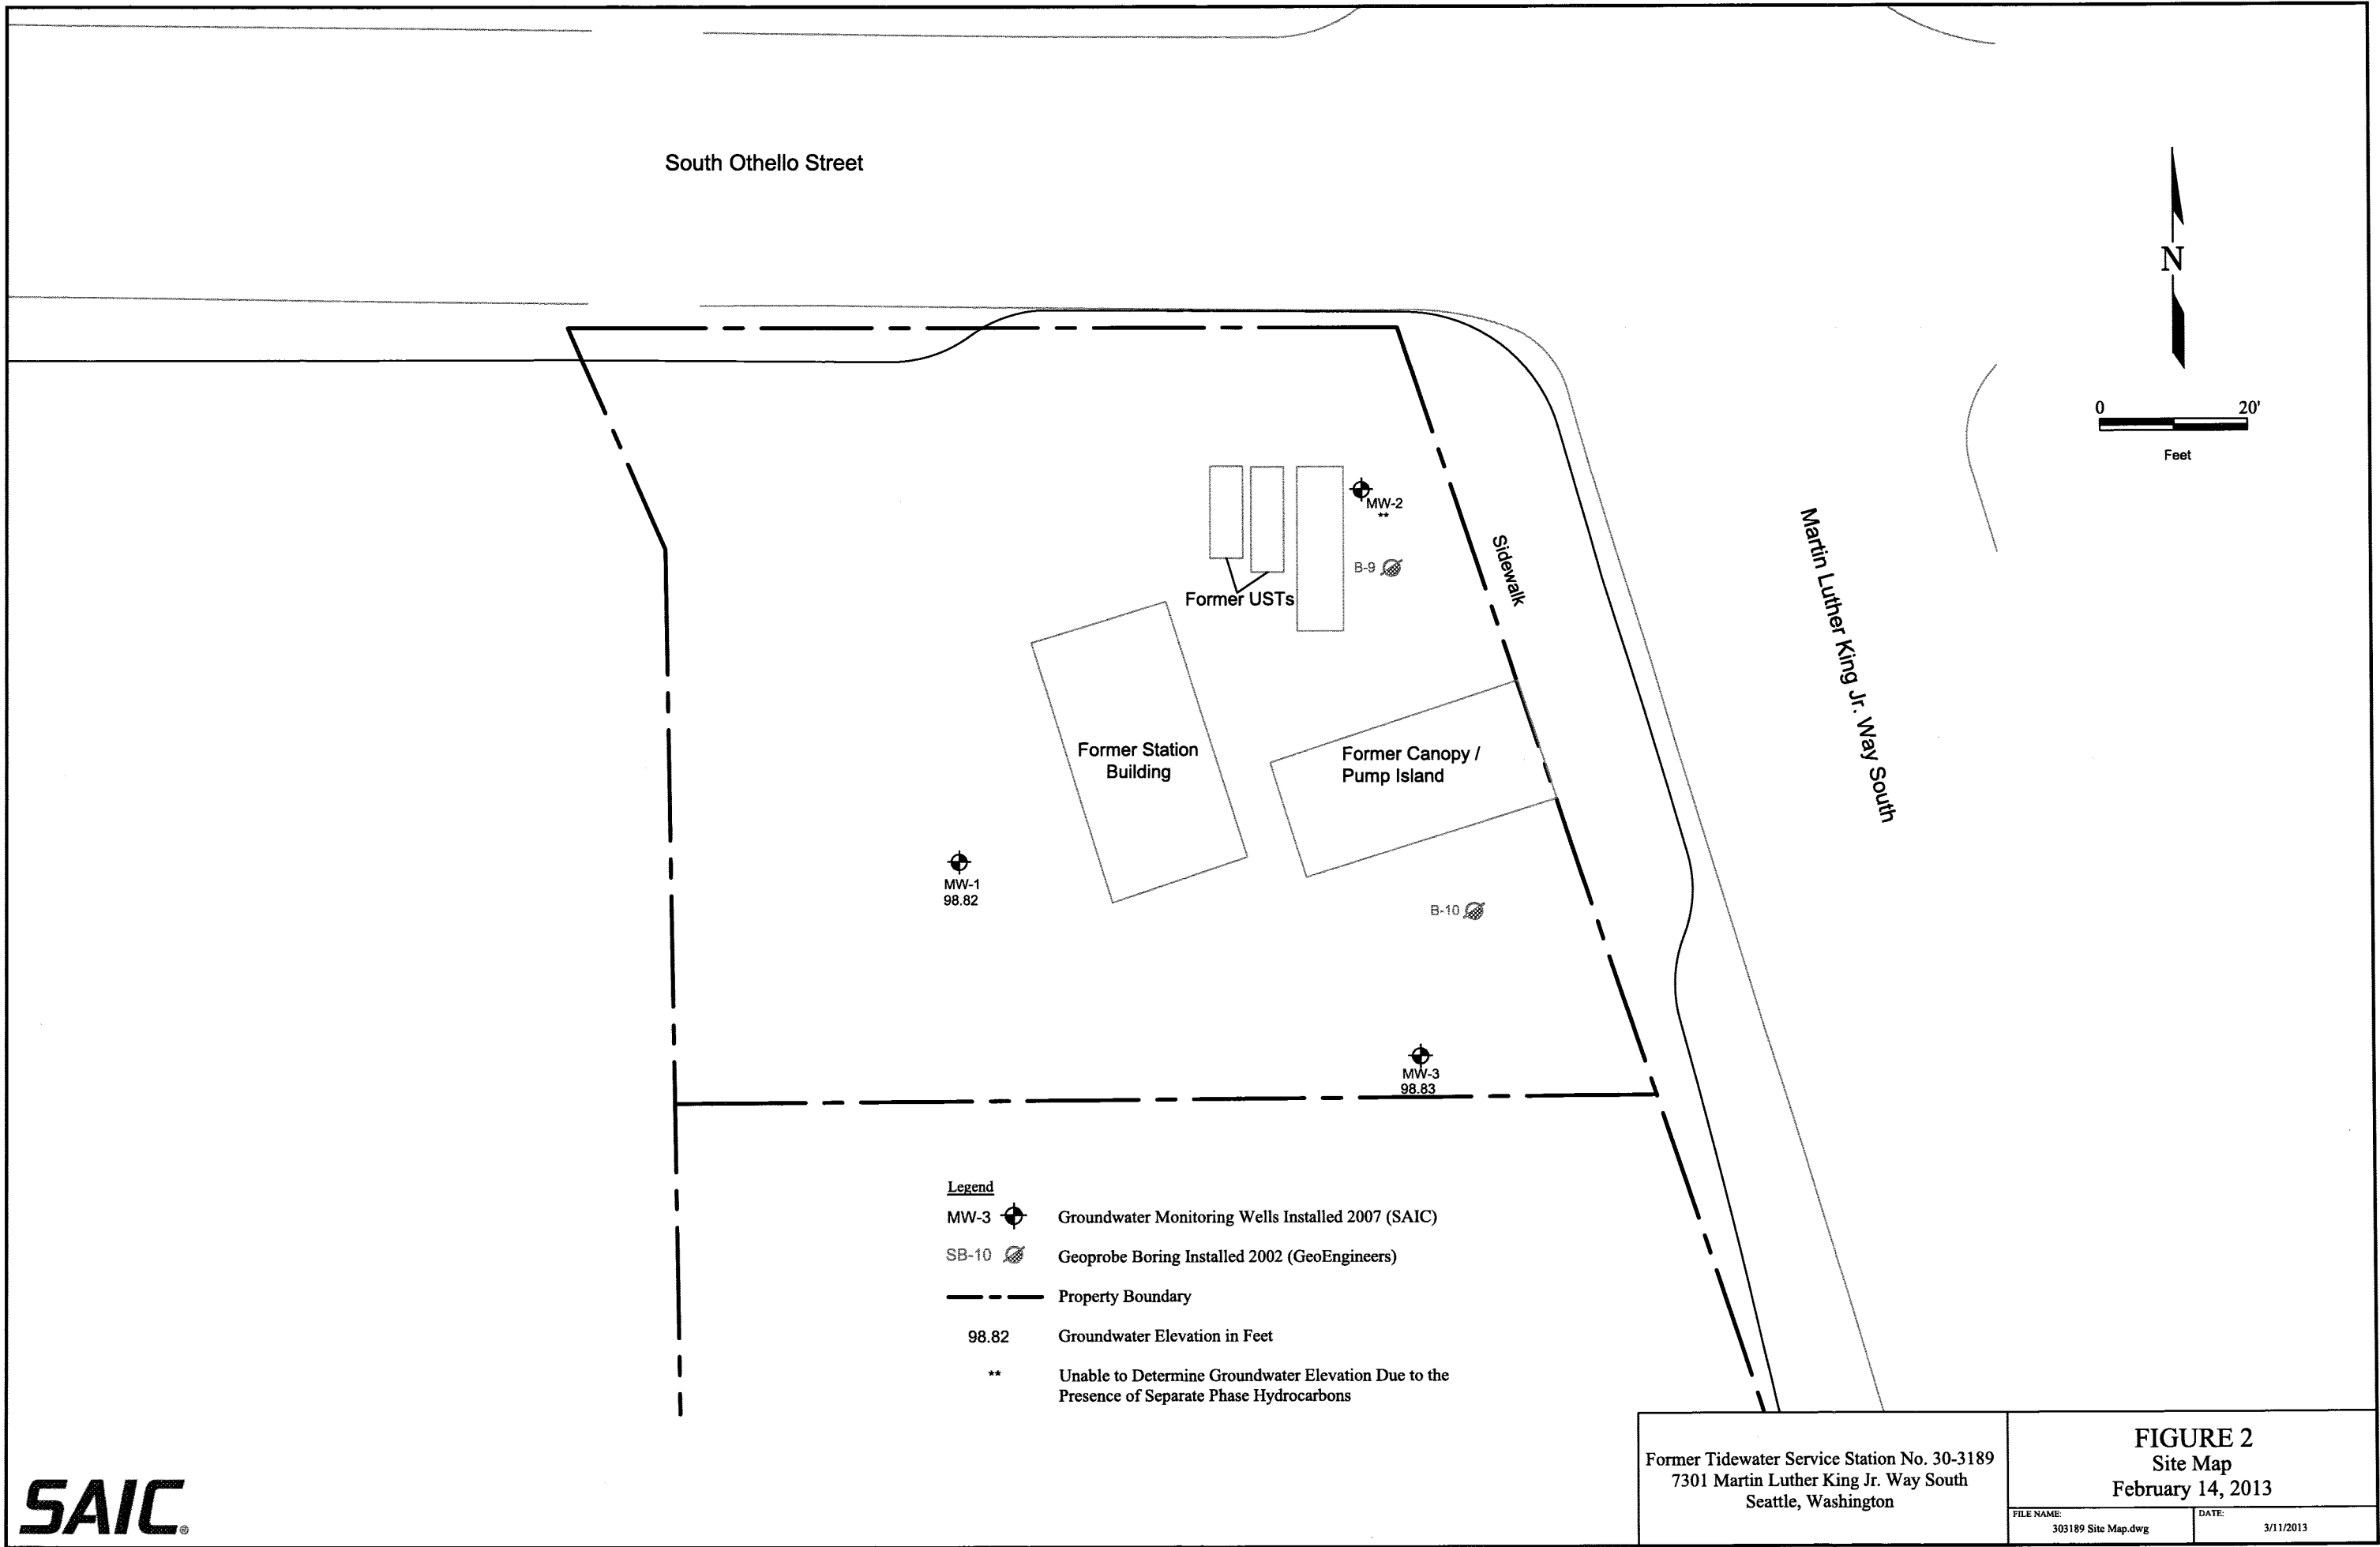 South Othello Street
N
0 20'
Feet
MW-2
**
B-9
Sidewalk
Former USTs
Martin Luther King Jr. Way South
Former Station
Building
Former Canopy /
Pump Island
MW-1
98.82
B-10
MW-3
98.83
Legend
MW-3 Groundwater Monitoring Wells Installed 2007 (SAIC)
SB-10 Geoprobe Boring Installed 2002 (GeoEngineers)
Property Boundary
98.82 Groundwater Elevation in Feet
** Unable to Determine Groundwater Elevation Due to the
Presence of Separate Phase Hydrocarbons
SAIC®
Former Tidewater Service Station No. 30-3189
7301 Martin Luther King Jr. Way South
Seattle, Washington
FIGURE 2
Site Map
February 14, 2013
FILE NAME:
303189 Site Map.dwg
DATE:
3/11/2013